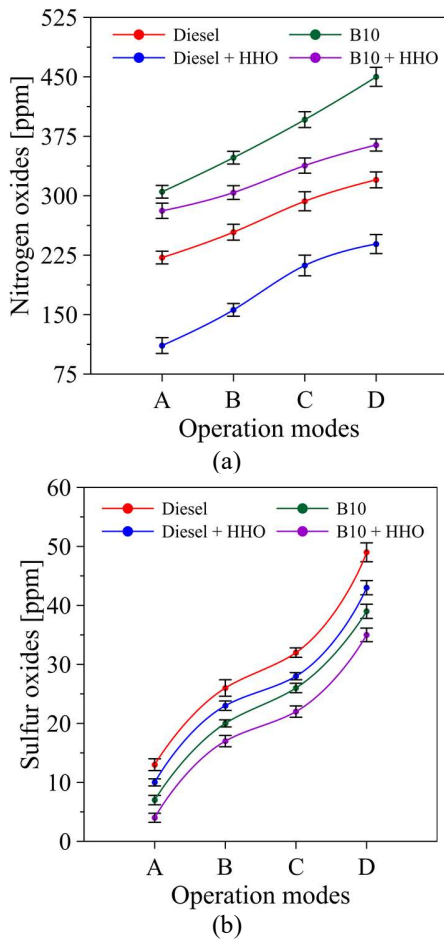 (a)
Nitrogen oxides [ppm]
525
450
375
300
225
150
75
Diesel
B10
Diesel + HHO
B10 + HHO
A B C D
Operation modes
(a)
Sulfur oxides [ppm]
60
50
40
30
20
10
0
Diesel
B10
Diesel + HHO
B10 + HHO
A B C D
Operation modes
(b)